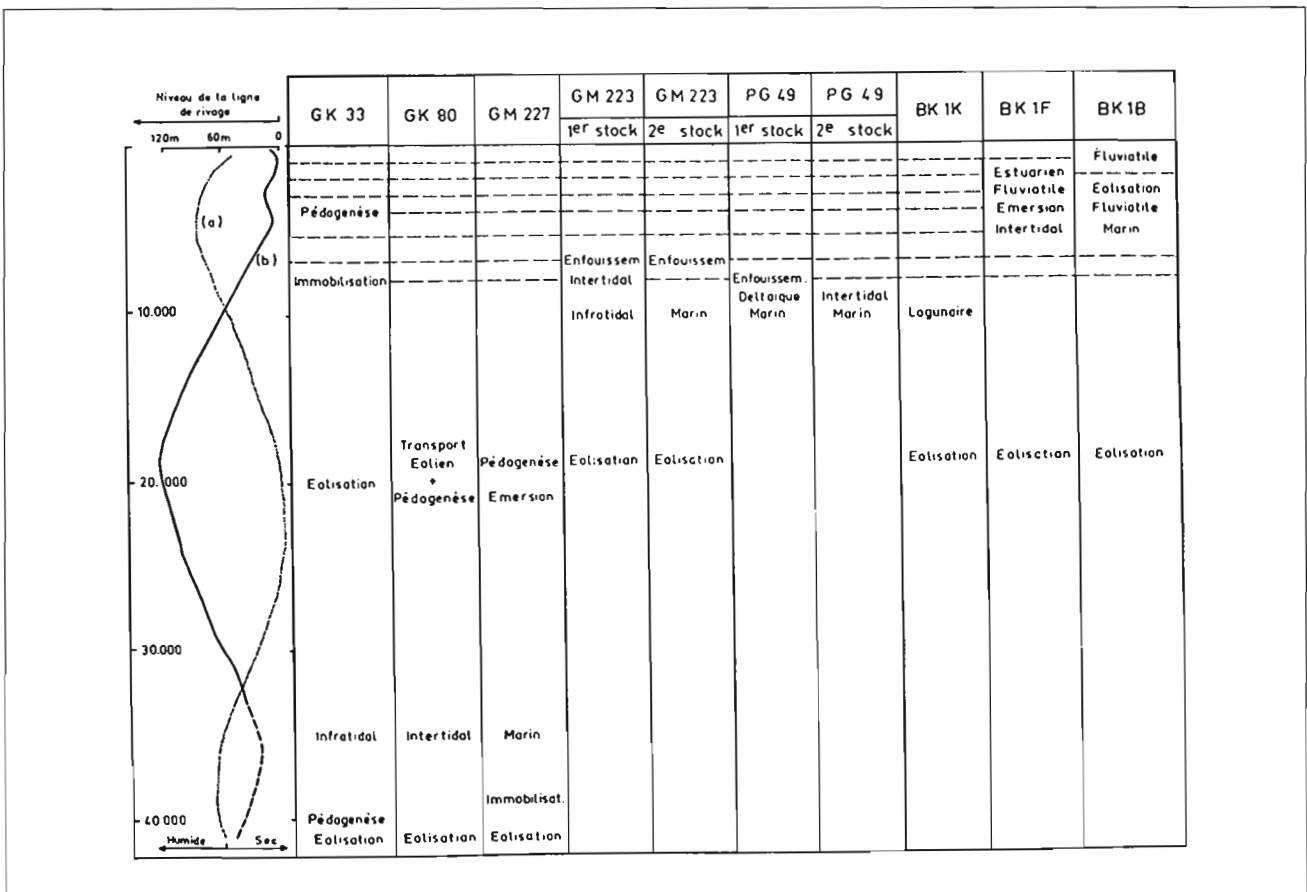 Niveau de la ligne
de rivage
120m 60m 0
GK 33
GK 80
GM 227
GM 223
1er stock
GM 223
2e stock
PG 49
1er stock
PG 49
2e stock
BK 1K
BK 1F
BK 1B
Fluviatile
Estuarien
Fluviatile Eolisation
Pédogenèse Emersion Fluviatile
(a)
Intertidal Marin
(b) Enfouissem Enfouissem
Immobilisation Intertidal Enfouissem.
Deltaique Intertidal
10.000 Infratidal Marin Marin Marin Lagunaire
Transport
Eolien Pédogenèse Eolisation Eolisation Eolisation Eolisation Eolisation
20.000 Eolisation +
Pédogenèse Emersion
30.000
Infratidal Intertidal Marin
Immobilisat.
40 000 Pédogenèse
Humide Sec Eolisation Eolisation Eolisation